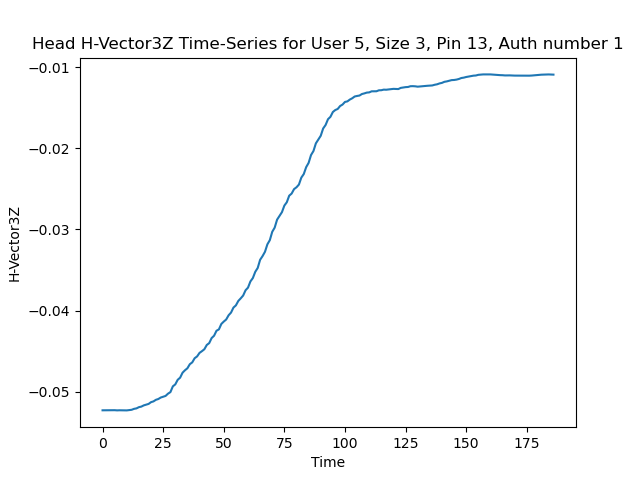 Head H-Vector3Z Time-Series for User 5, Size 3, Pin 13, Auth number 1
−0.01
−0.02
−0.03
−0.04
−0.05
H-Vector3Z
0 25 50 75 100 125 150 175
Time